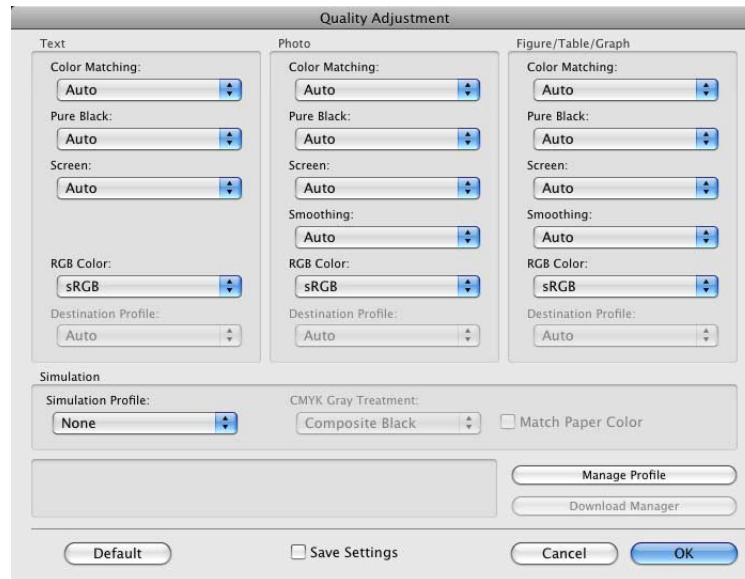 Quality Adjustment
Text
Photo
Figure/Table/Graph
Color Matching:
Color Matching:
Color Matching:
Auto
Auto
Auto
Pure Black:
Pure Black:
Pure Black:
Auto
Auto
Auto
Screen:
Screen:
Screen:
Auto
Auto
Auto
Smoothing:
Smoothing:
Auto
Auto
RGB Color:
RGB Color:
RGB Color:
sRGB
sRGB
sRGB
Destination Profile:
Destination Profile:
Destination Profile:
Auto
Auto
Auto
Simulation
Simulation Profile:
CMYK Gray Treatment:
None
Composite Black
Match Paper Color
Manage Profile
Download Manager
Default
Save Settings
Cancel
OK